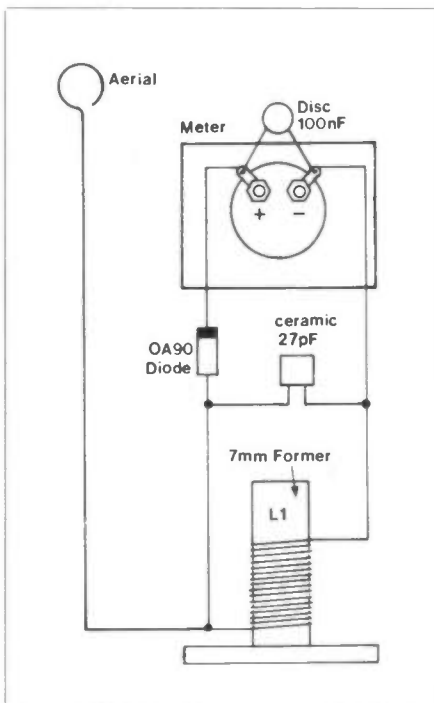 Aerial
Disc
100nF
Meter
+ −
OA90
Diode
ceramic
27pF
7mm Former
L1